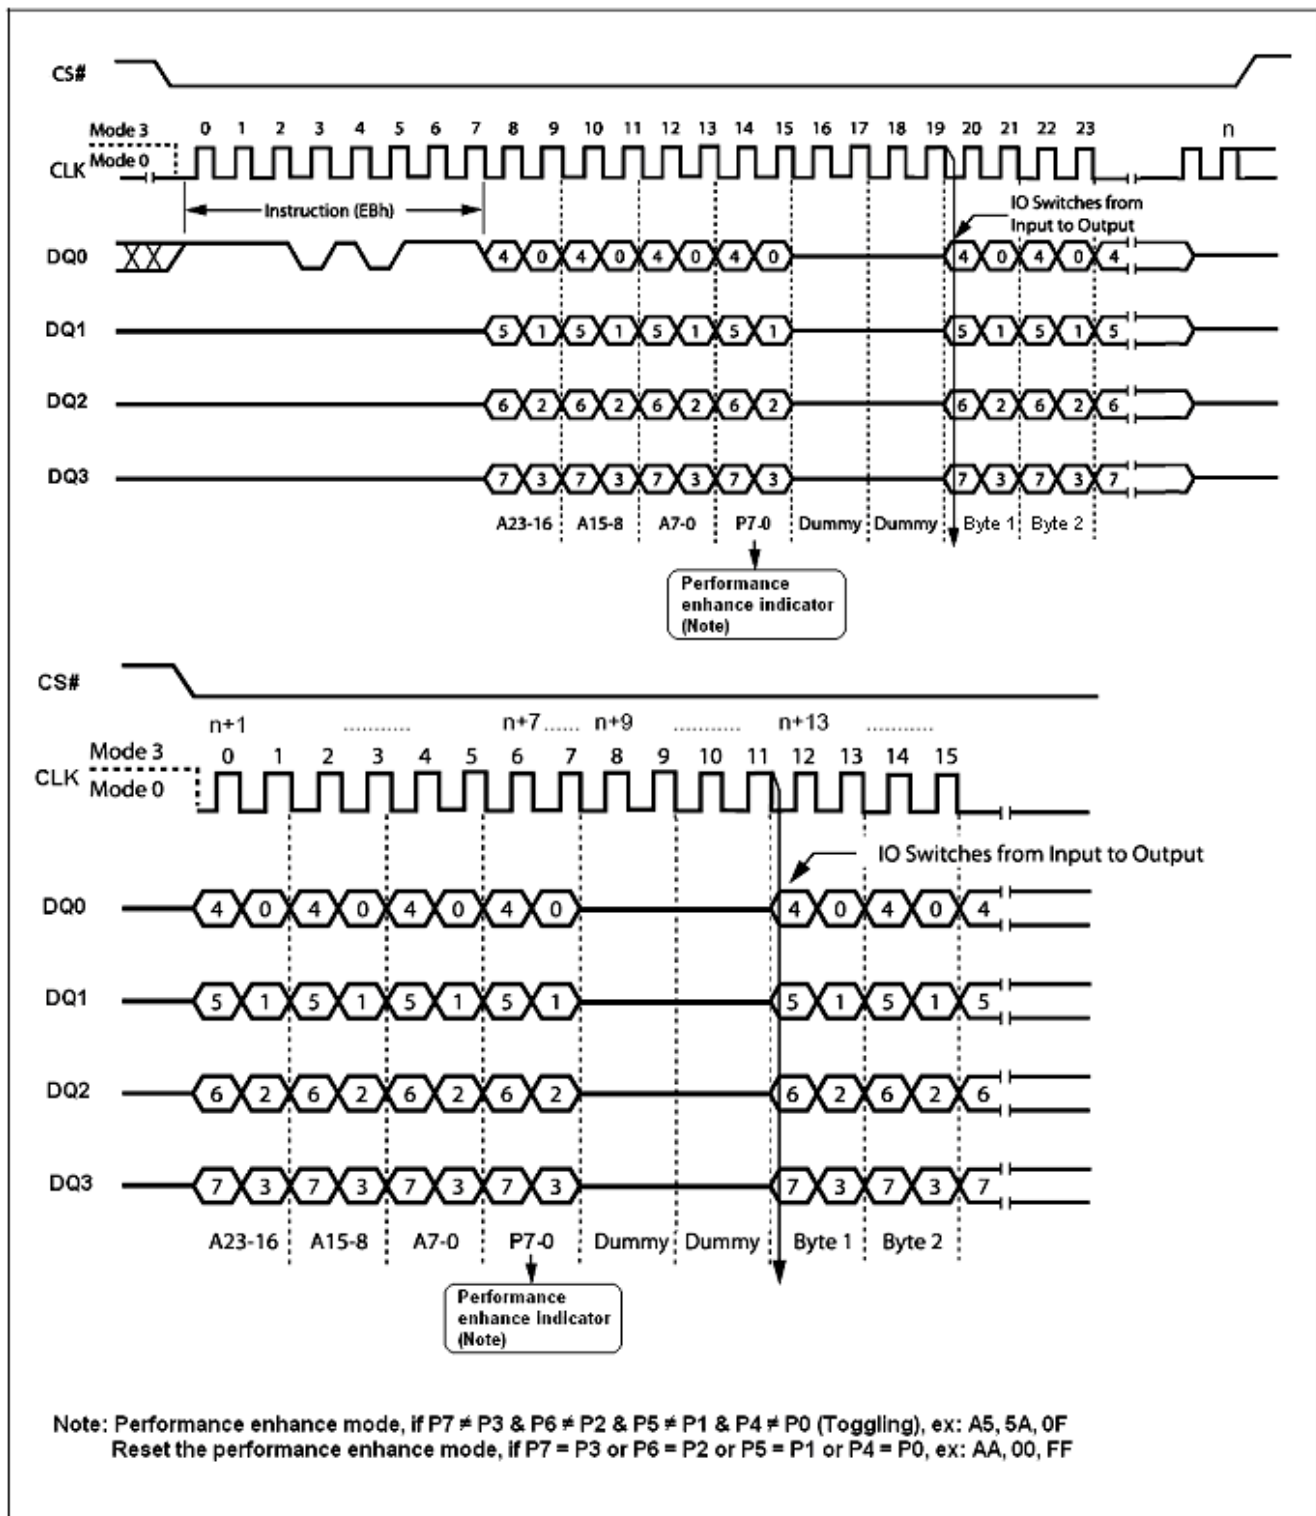 CS#
Mode 3
0 1 2 3 4 5 6 7 8 9 10 11 12 13 14 15 16 17 18 19 20 21 22 23 n
CLK Mode 0
Instruction (EBh)
IO Switches from
Input to Output
DQ0 4 0 4 0 4 0 4 0 4 0 4 0 4
DQ1 5 1 5 1 5 1 5 1 5 1 5 1 5
DQ2 6 2 6 2 6 2 6 2 6 2 6 2 6
DQ3 7 3 7 3 7 3 7 3 7 3 7 3 7
A23-16 A15-8 A7-0 P7-0 Dummy Dummy Byte 1 Byte 2
Performance
enhance indicator
(Note)
CS#
n+1 ........... n+7 ...... n+9 ........... n+13 ...........
Mode 3 0 1 2 3 4 5 6 7 8 9 10 11 12 13 14 15
CLK Mode 0
IO Switches from Input to Output
DQ0 4 0 4 0 4 0 4 0 4 0 4 0 4
DQ1 5 1 5 1 5 1 5 1 5 1 5 1 5
DQ2 6 2 6 2 6 2 6 2 6 2 6 2 6
DQ3 7 3 7 3 7 3 7 3 7 3 7 3 7
A23-16 A15-8 A7-0 P7-0 Dummy Dummy Byte 1 Byte 2
Performance
enhance indicator
(Note)
Note: Performance enhance mode, if P7 ≠ P3 & P6 ≠ P2 & P5 ≠ P1 & P4 ≠ P0 (Toggling), ex: A5, 5A, 0F
Reset the performance enhance mode, if P7 = P3 or P6 = P2 or P5 = P1 or P4 = P0, ex: AA, 00, FF